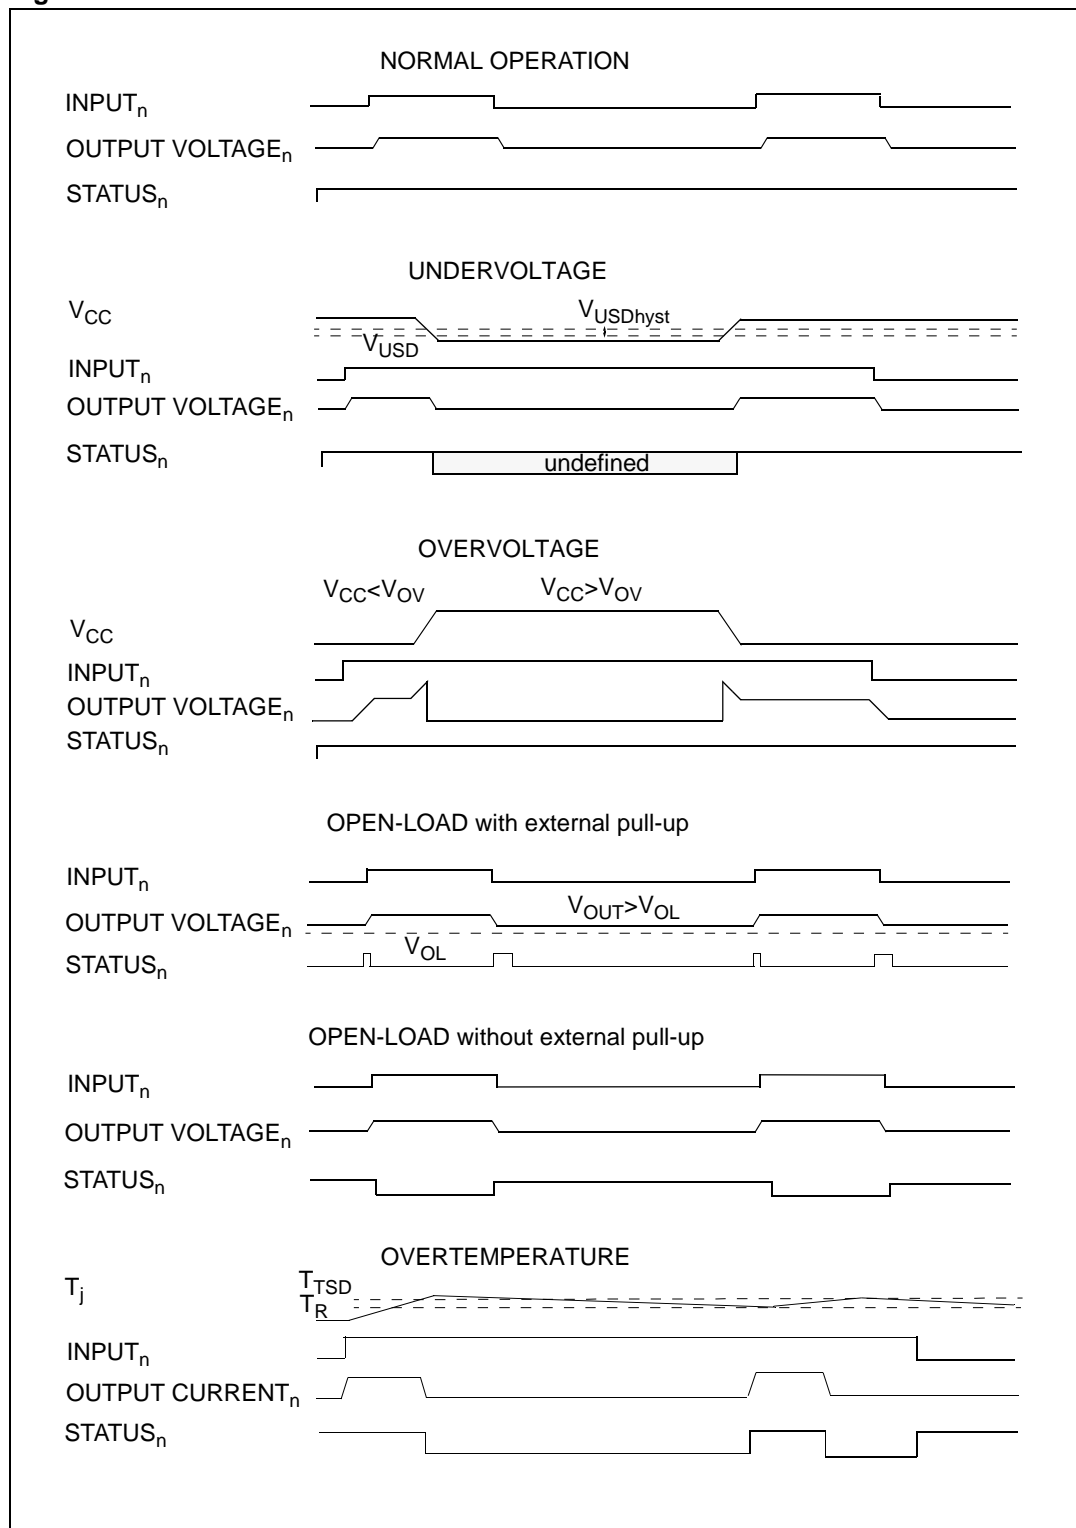 NORMAL OPERATION
INPUTn
OUTPUT VOLTAGEn
STATUSn
UNDERVOLTAGE
VCC
VUSDhyst
VUSD
INPUTn
OUTPUT VOLTAGEn
STATUSn
undefined
OVERVOLTAGE
VCC<VOV
VCC>VOV
VCC
INPUTn
OUTPUT VOLTAGEn
STATUSn
OPEN-LOAD with external pull-up
INPUTn
OUTPUT VOLTAGEn
VOUT>VOL
VOL
STATUSn
OPEN-LOAD without external pull-up
INPUTn
OUTPUT VOLTAGEn
STATUSn
OVERTEMPERATURE
Tj
TTSD
TR
INPUTn
OUTPUT CURRENTn
STATUSn